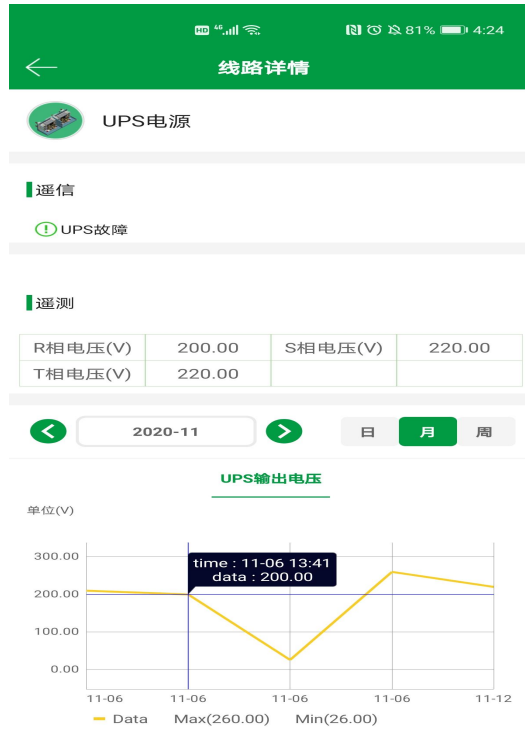 HD 4G 81% 4:24
线路详情
UPS电源
遥信
UPS故障
遥测
R相电压(V) 200.00 S相电压(V) 220.00
T相电压(V) 220.00
2020-11 日 月 周
UPS输出电压
单位(V)
300.00
time : 11-06 13:41
data : 200.00
200.00
100.00
0.00
11-06 11-06 11-06 11-06 11-12
Data Max(260.00) Min(26.00)